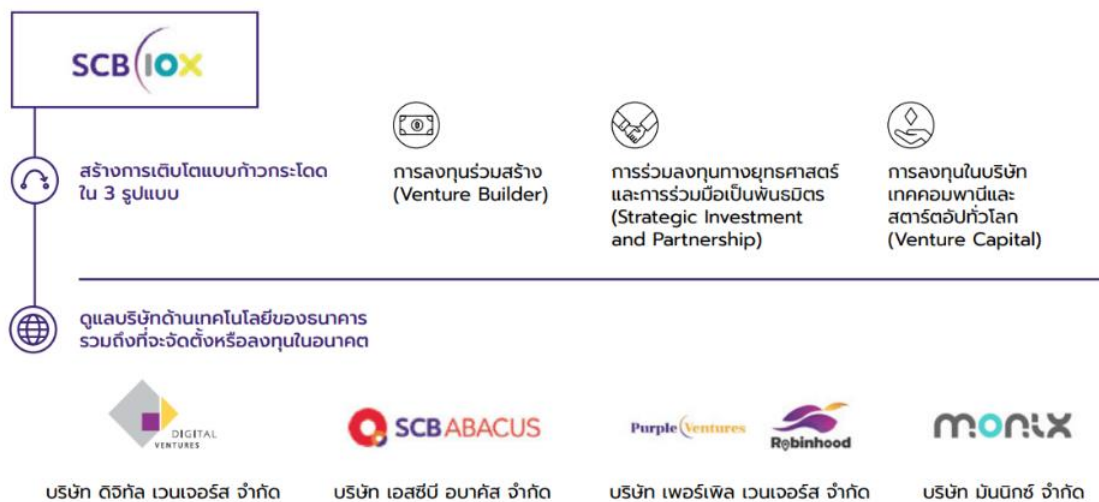 SCB 10X
สร้างการเติบโตแบบก้าวกระโดด
ใน 3 รูปแบบ
การลงทุนร่วมสร้าง
(Venture Builder)
การร่วมลงทุนทางยุทธศาสตร์
และการร่วมมือเป็นพันธมิตร
(Strategic Investment
and Partnership)
การลงทุนในบริษัท
เทคคอมพานีและ
สตาร์ตอัปทั่วโลก
(Venture Capital)
ดูแลบริษัทด้านเทคโนโลยีของธนาคาร
รวมถึงที่จะจัดตั้งหรือลงทุนในอนาคต
DIGITAL
VENTURES
SCB ABACUS
Purple Ventures
Robinhood
monix
บริษัท ดิจิทัล เวนเจอร์ส จำกัด
บริษัท เอสซีบี อบาคัส จำกัด
บริษัท เพอร์เพิล เวนเจอร์ส จำกัด
บริษัท มันนิกซ์ จำกัด